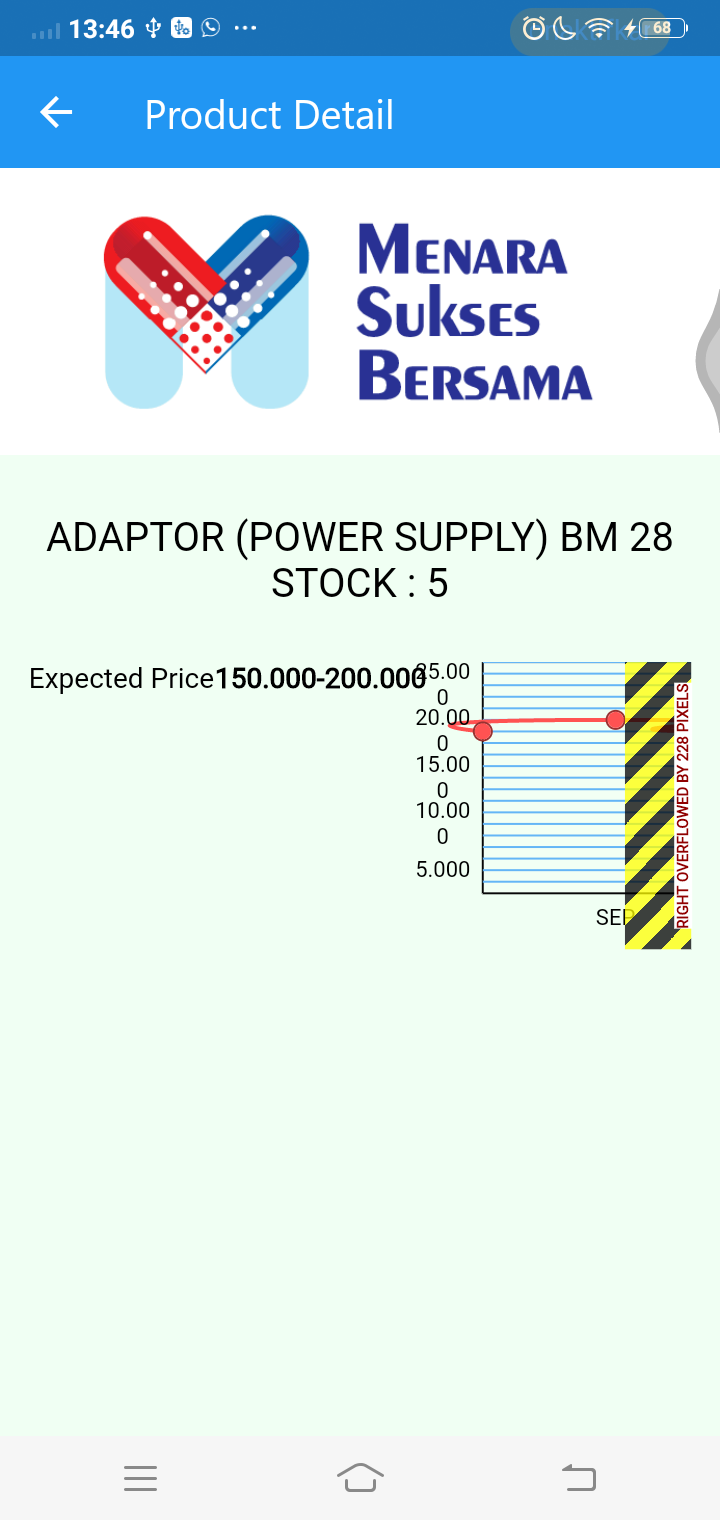 13:46
68
Product Detail
MENARA
SUKSES
BERSAMA
ADAPTOR (POWER SUPPLY) BM 28
STOCK : 5
Expected Price150.000-200.000
25.00
0
20.00
0
15.00
0
10.00
0
5.000
SEP
RIGHT OVERFLOWED BY 228 PIXELS